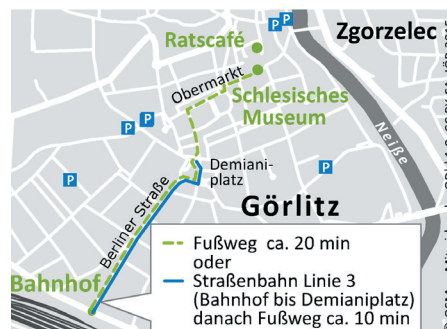 Ratscafé
Zgorzelec
P
P
Obermarkt
Schlesisches
Museum
P
P
Neiße
Demiani-
platz
P
P
Berliner Straße
Görlitz
Bahnhof
P
Fußweg ca. 20 min
oder
Straßenbahn Linie 3
(Bahnhof bis Demianiplatz)
danach Fußweg ca. 10 min